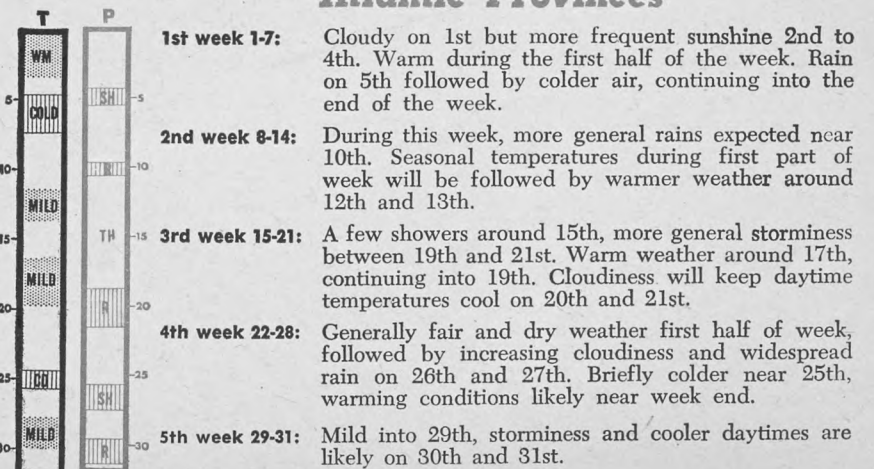 Atlantic Provinces
T P
WM
5- SH -5
COLD
10- R -10
MILD
15- TH -15
MILD
20- R -20
25- CD -25
SH
MILD
30- R -30
1st week 1-7: Cloudy on 1st but more frequent sunshine 2nd to
4th. Warm during the first half of the week. Rain
on 5th followed by colder air, continuing into the
end of the week.
2nd week 8-14: During this week, more general rains expected near
10th. Seasonal temperatures during first part of
week will be followed by warmer weather around
12th and 13th.
3rd week 15-21: A few showers around 15th, more general storminess
between 19th and 21st. Warm weather around 17th,
continuing into 19th. Cloudiness will keep daytime
temperatures cool on 20th and 21st.
4th week 22-28: Generally fair and dry weather first half of week,
followed by increasing cloudiness and widespread
rain on 26th and 27th. Briefly colder near 25th,
warming conditions likely near week end.
5th week 29-31: Mild into 29th, storminess and cooler daytimes are
likely on 30th and 31st.